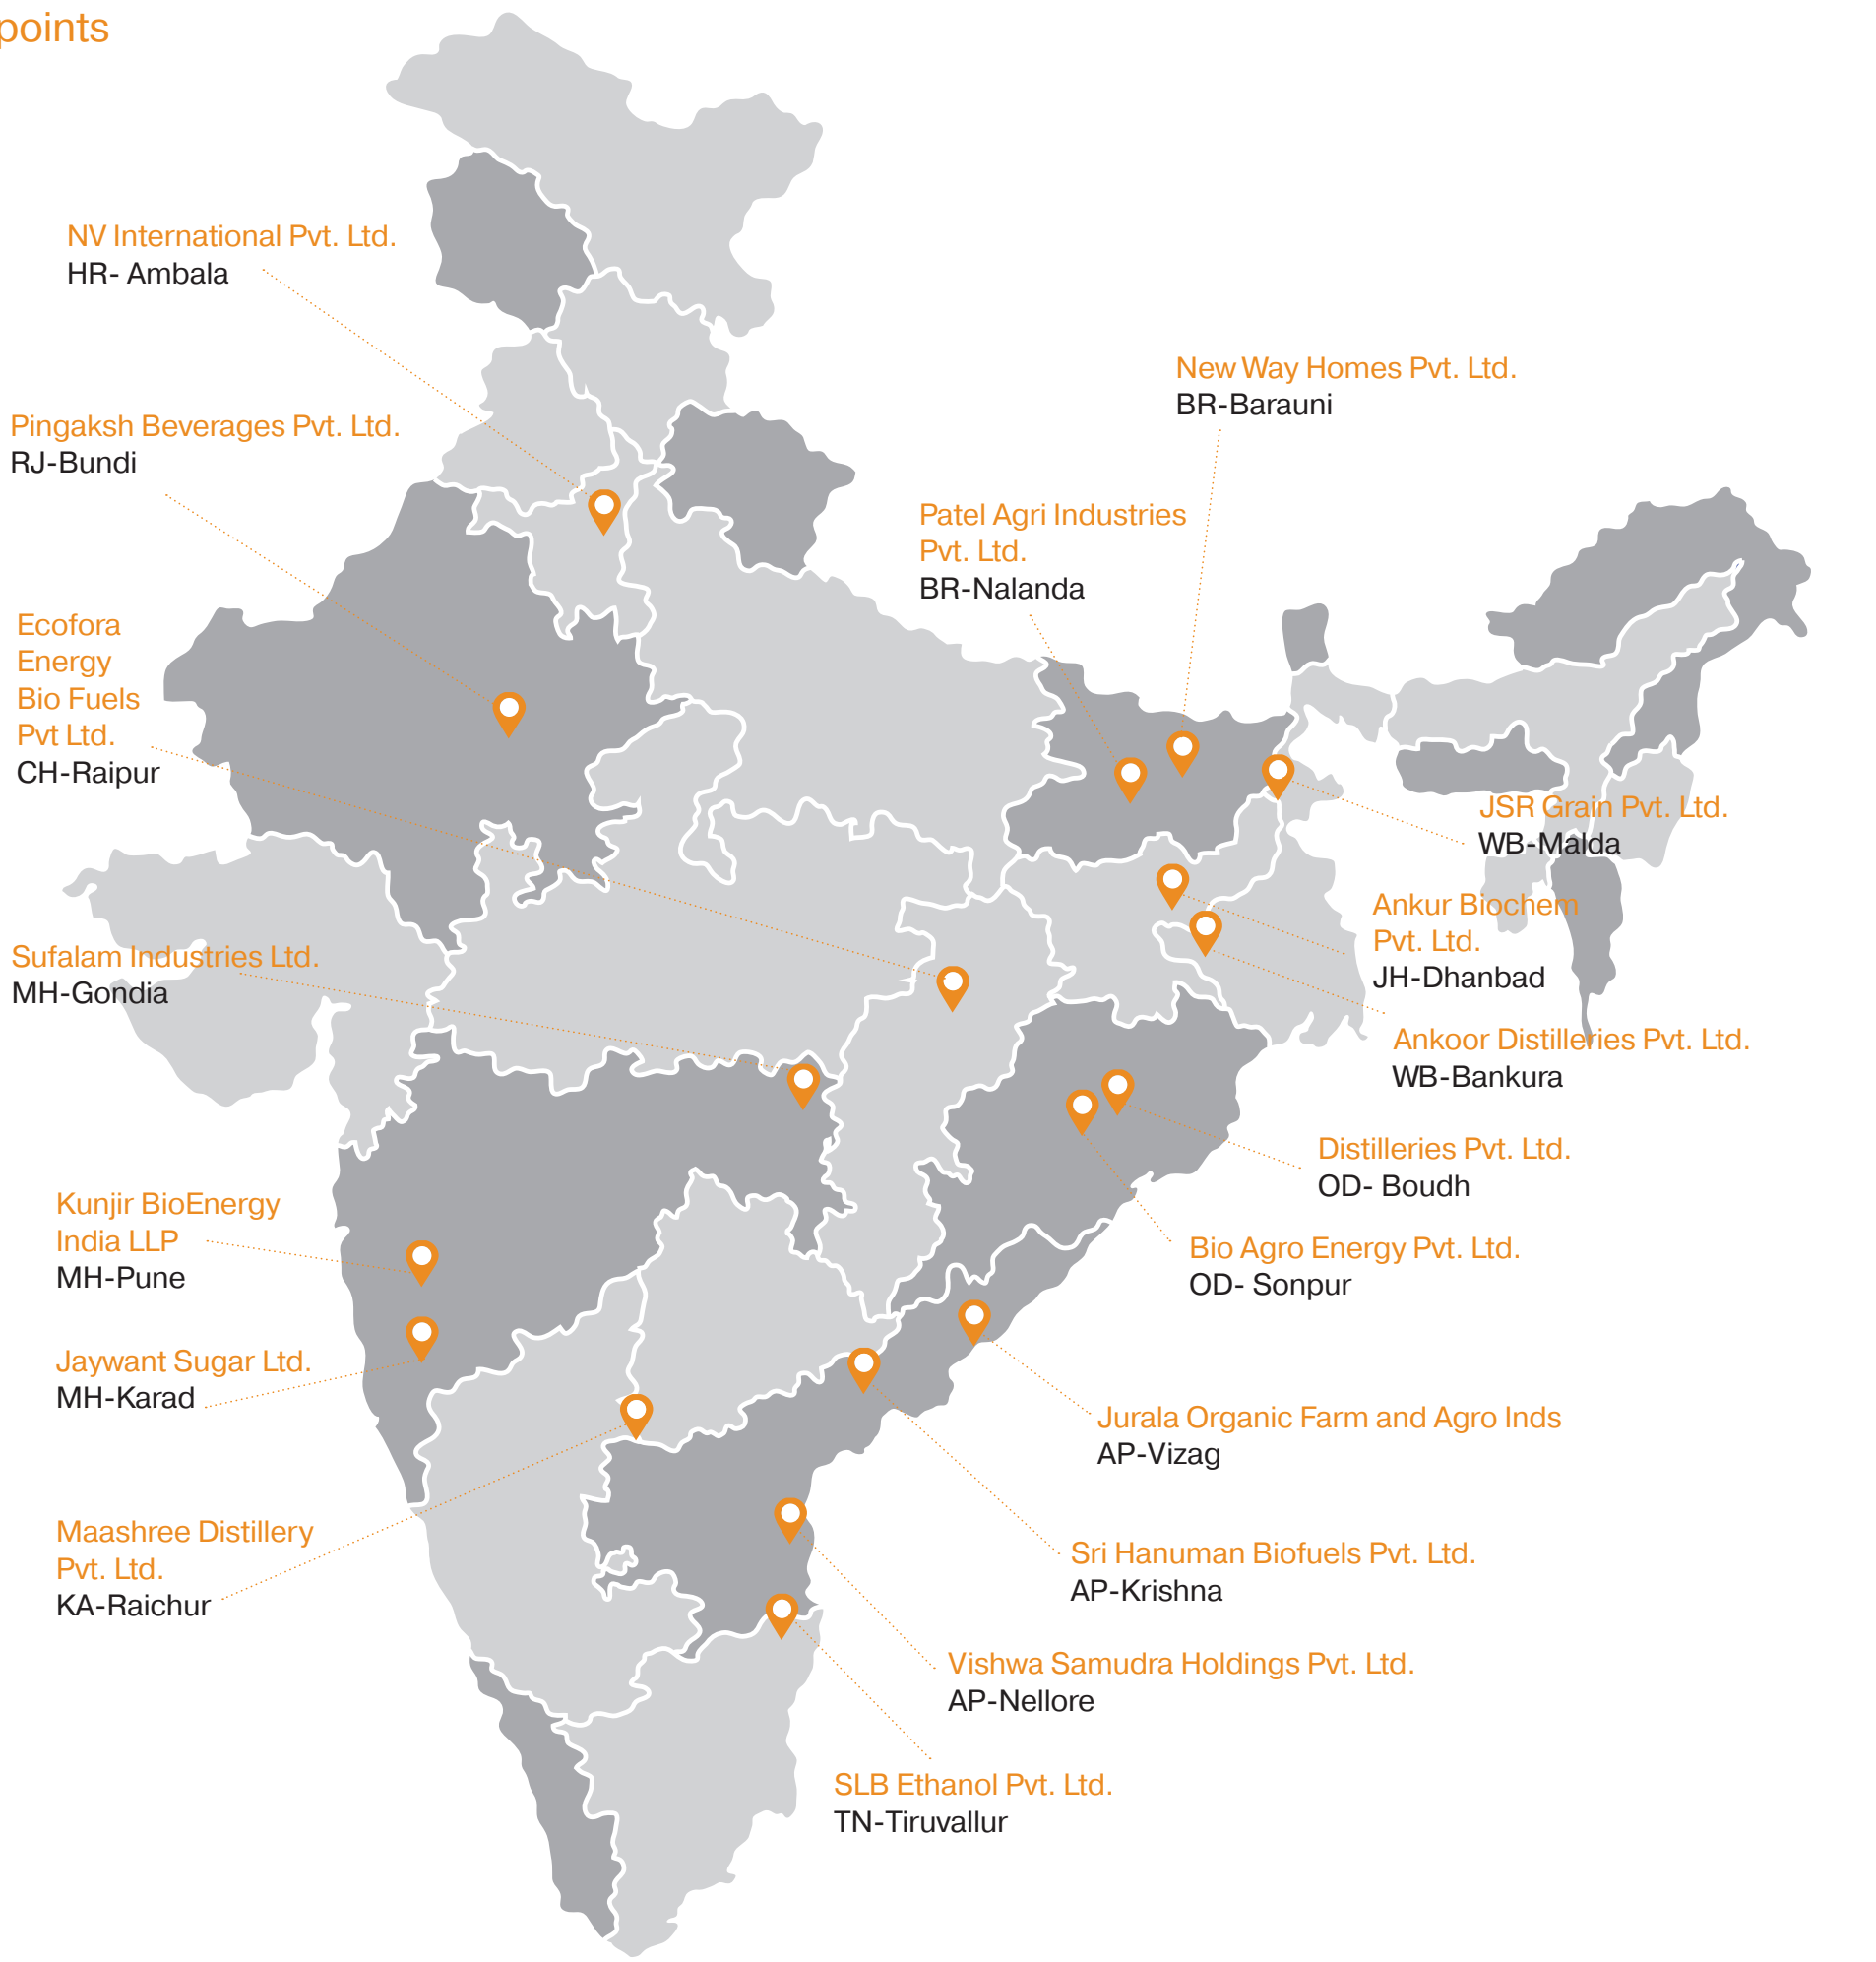 points
NV International Pvt. Ltd.
HR- Ambala
New Way Homes Pvt. Ltd.
BR-Barauni
Pingaksh Beverages Pvt. Ltd.
RJ-Bundi
Patel Agri Industries
Pvt. Ltd.
BR-Nalanda
Ecofora
Energy
Bio Fuels
Pvt Ltd.
CH-Raipur
JSR Grain Pvt. Ltd.
WB-Malda
Ankur Biochem
Pvt. Ltd.
JH-Dhanbad
Sufalam Industries Ltd.
MH-Gondia
Ankoor Distilleries Pvt. Ltd.
WB-Bankura
Distilleries Pvt. Ltd.
OD- Boudh
Kunjir BioEnergy
India LLP
MH-Pune
Bio Agro Energy Pvt. Ltd.
OD- Sonpur
Jaywant Sugar Ltd.
MH-Karad
Jurala Organic Farm and Agro Inds
AP-Vizag
Maashree Distillery
Pvt. Ltd.
KA-Raichur
Sri Hanuman Biofuels Pvt. Ltd.
AP-Krishna
Vishwa Samudra Holdings Pvt. Ltd.
AP-Nellore
SLB Ethanol Pvt. Ltd.
TN-Tiruvallur